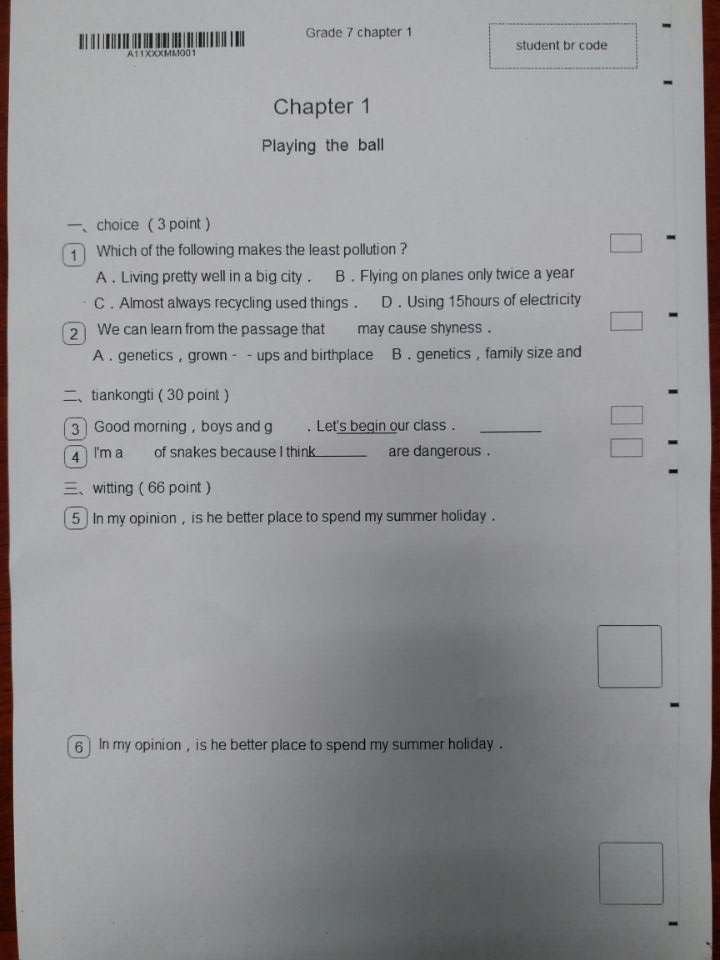 Grade 7 chapter 1
student br code
A11XXXMM001
Chapter 1
Playing the ball
一、choice（3 point）
1 Which of the following makes the least pollution？
A．Living pretty well in a big city． B．Flying on planes only twice a year
C．Almost always recycling used things． D．Using 15hours of electricity
2 We can learn from the passage that may cause shyness．
A．genetics，grown－－ups and birthplace B．genetics，family size and
二、tiankongti（30 point）
3 Good morning，boys and g ．Let's begin our class．______
4 I'm a of snakes because I think______ are dangerous．
三、witting（66 point）
5 In my opinion，is he better place to spend my summer holiday．
6 In my opinion，is he better place to spend my summer holiday．